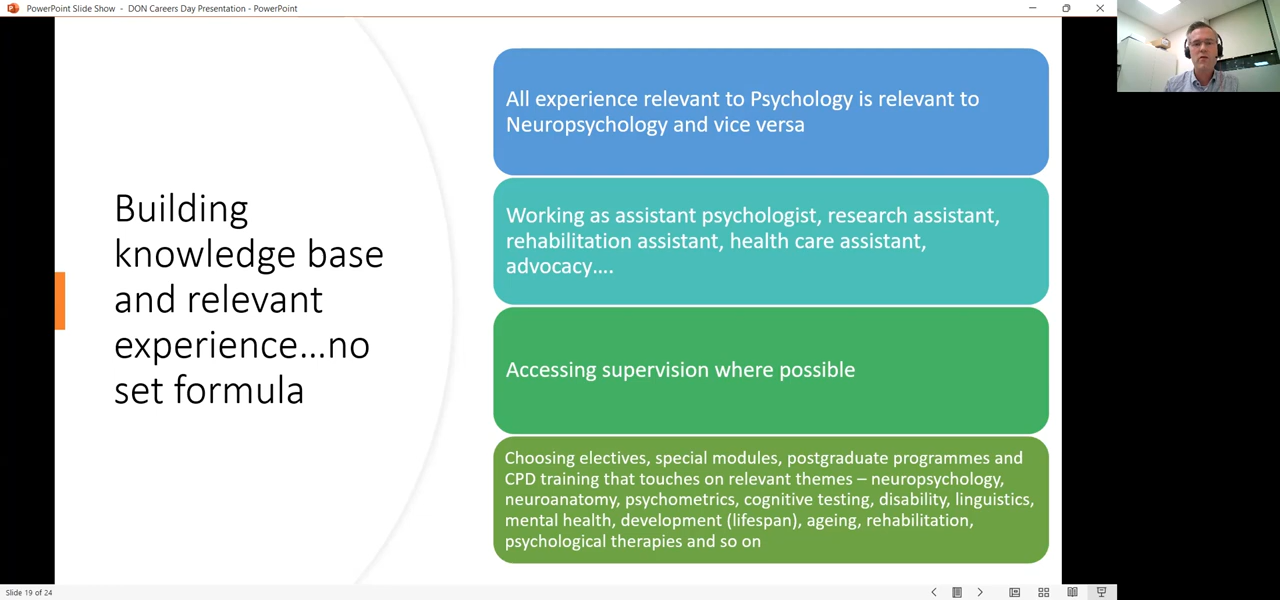 PowerPoint Slide Show - DON Careers Day Presentation - PowerPoint
Building
knowledge base
and relevant
experience...no
set formula
All experience relevant to Psychology is relevant to
Neuropsychology and vice versa
Working as assistant psychologist, research assistant,
rehabilitation assistant, health care assistant,
advocacy....
Accessing supervision where possible
Choosing electives, special modules, postgraduate programmes and
CPD training that touches on relevant themes – neuropsychology,
neuroanatomy, psychometrics, cognitive testing, disability, linguistics,
mental health, development (lifespan), ageing, rehabilitation,
psychological therapies and so on
Slide 19 of 24